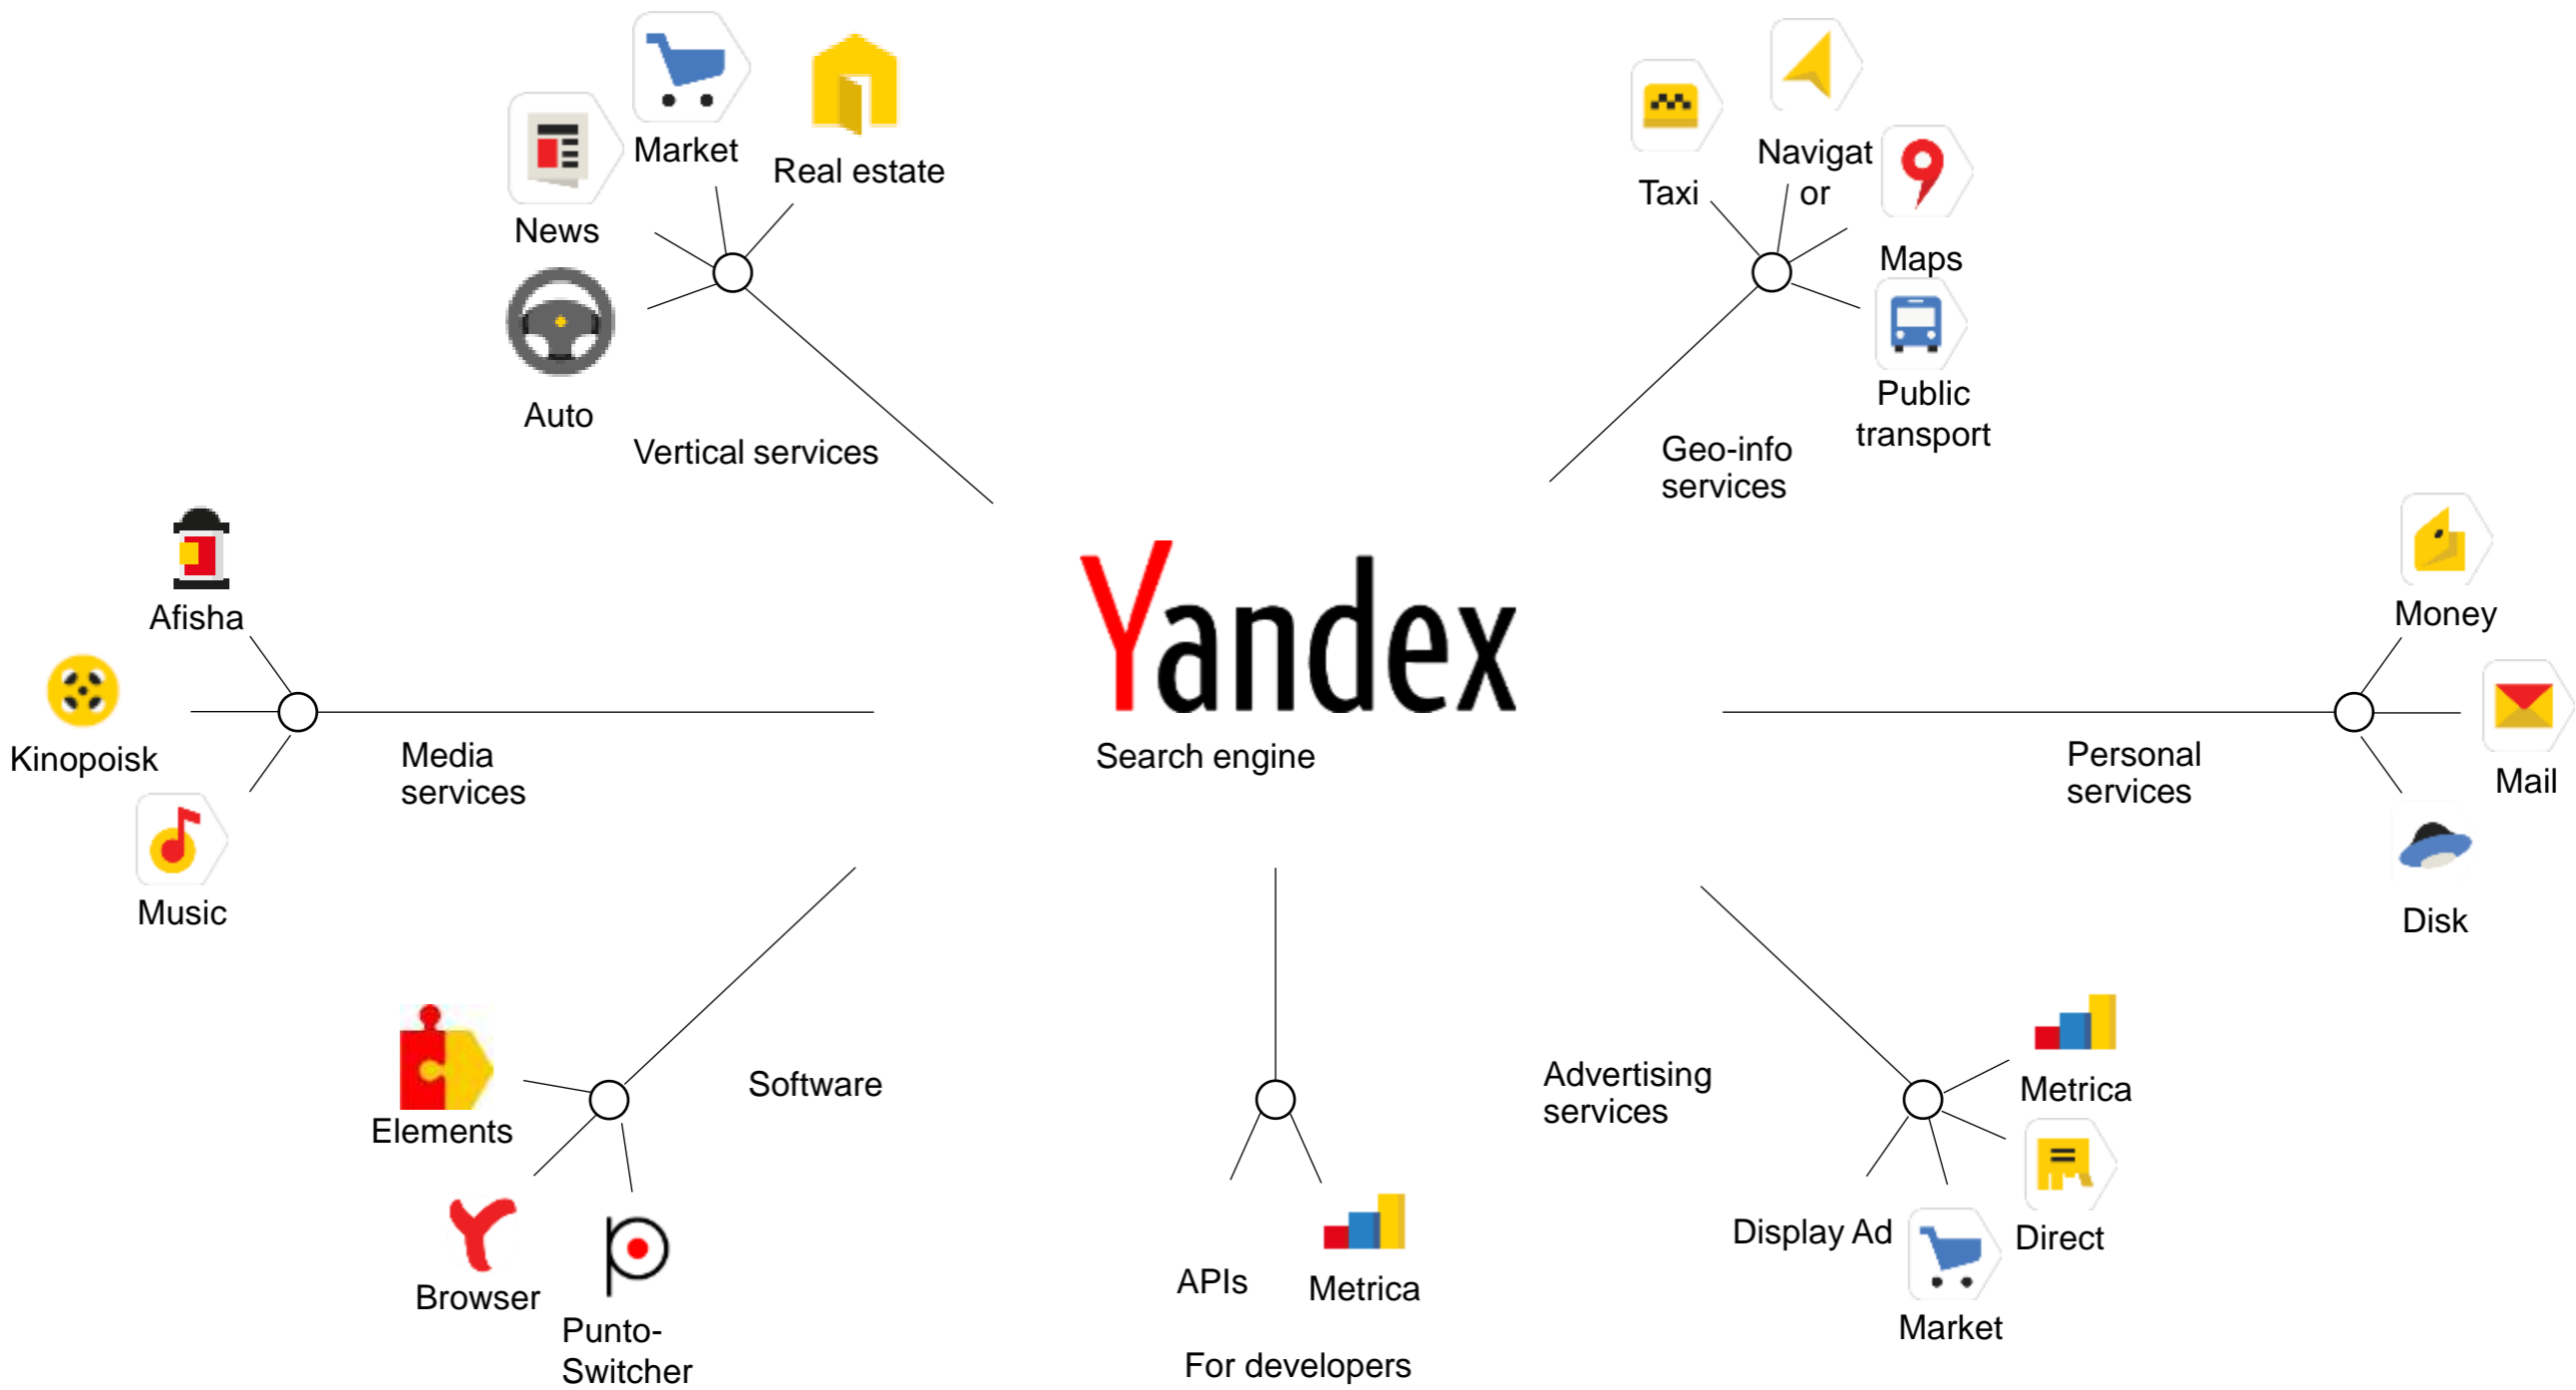 Market
Real estate
News
Auto
Vertical services
Taxi
Navigat
or
Maps
Public
transport
Geo-info
services
Afisha
Kinopoisk
Music
Media
services
Yandex
Search engine
Money
Mail
Disk
Personal
services
Elements
Browser
Punto-
Switcher
Software
APIs
Metrica
For developers
Advertising
services
Metrica
Direct
Display Ad
Market